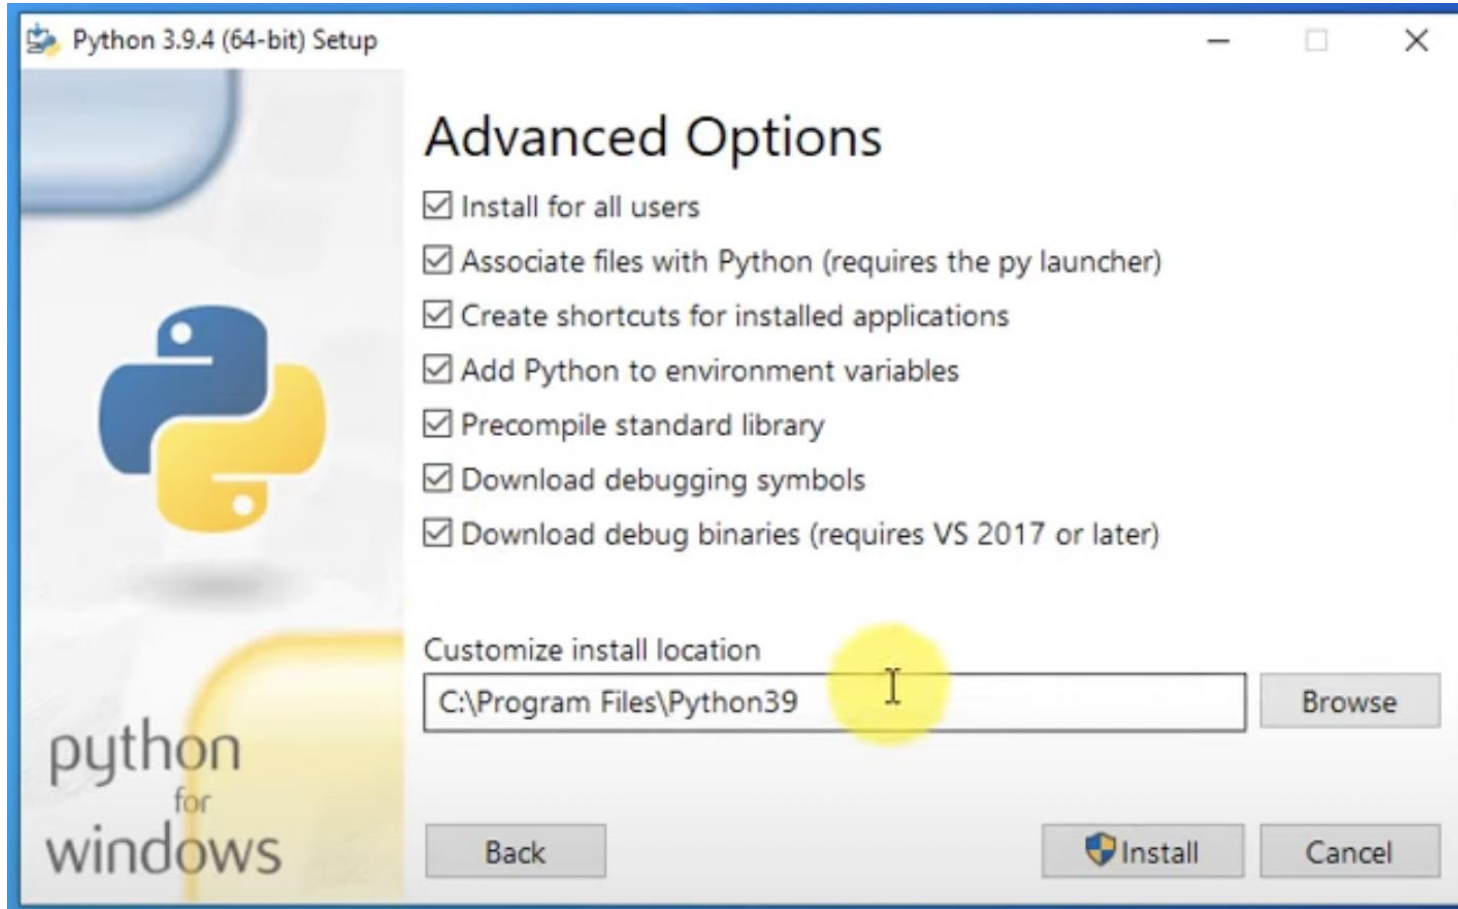 Python 3.9.4 (64-bit) Setup
Advanced Options
Install for all users
Associate files with Python (requires the py launcher)
Create shortcuts for installed applications
Add Python to environment variables
Precompile standard library
Download debugging symbols
Download debug binaries (requires VS 2017 or later)
Customize install location
C:\Program Files\Python39
Browse
python
for
windows
Back
Install
Cancel